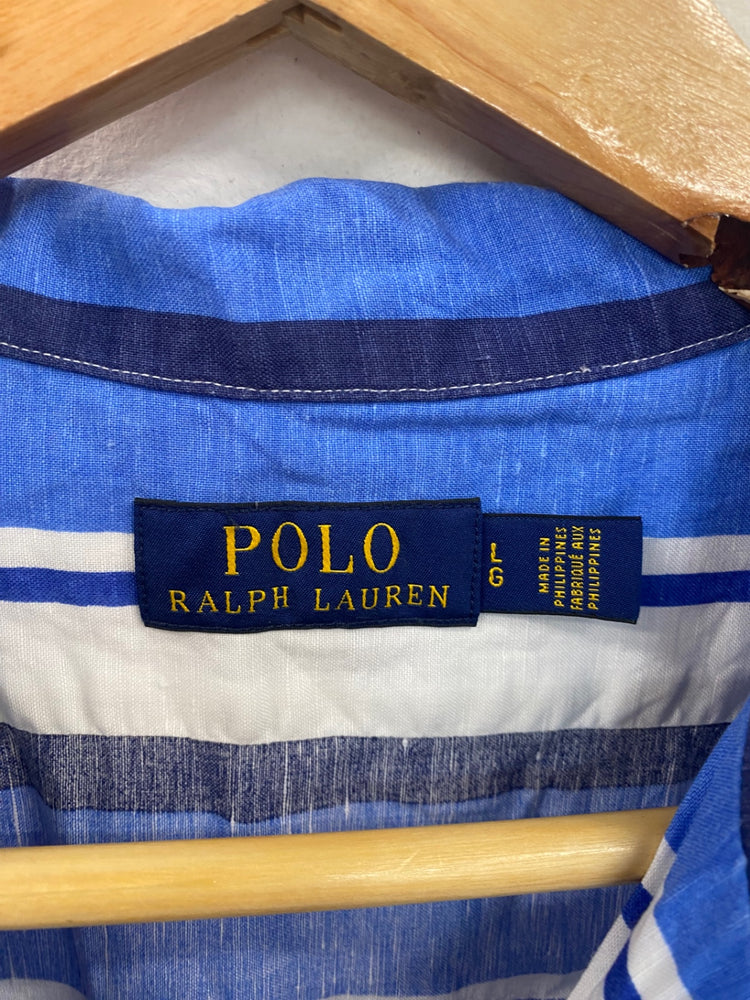 POLO
RALPH LAUREN
L
G
MADE IN
PHILIPPINES
FABRIQUÉ AUX
PHILIPPINES